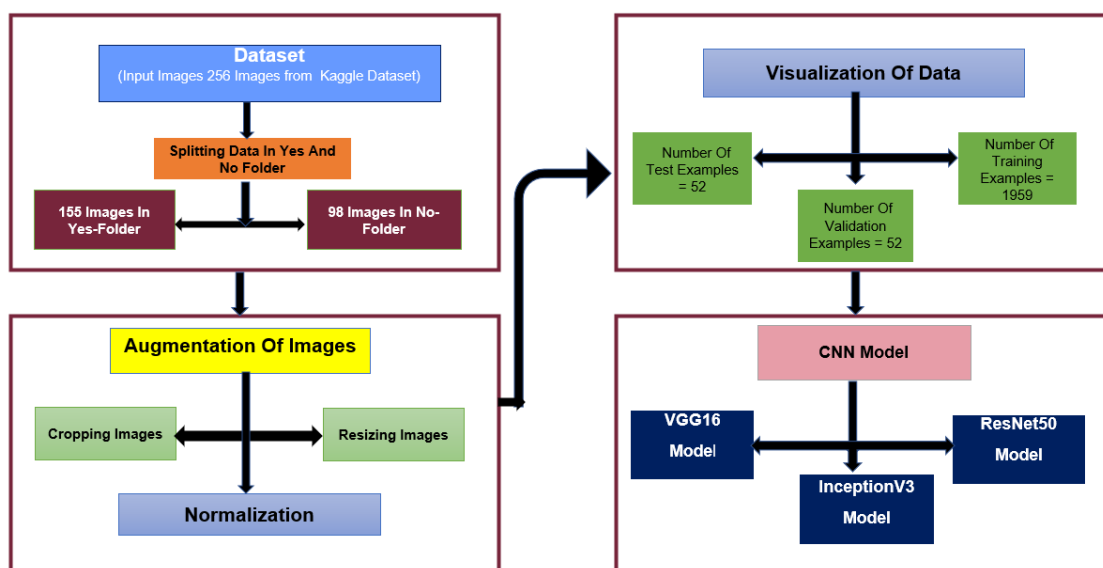 Dataset
(Input Images 256 Images from Kaggle Dataset)
Splitting Data In Yes And
No Folder
155 Images In
Yes-Folder
98 Images In No-
Folder
Augmentation Of Images
Cropping Images
Resizing Images
Normalization
Visualization Of Data
Number Of
Test Examples
= 52
Number Of
Training
Examples =
1959
Number Of
Validation
Examples = 52
CNN Model
VGG16
Model
ResNet50
Model
InceptionV3
Model